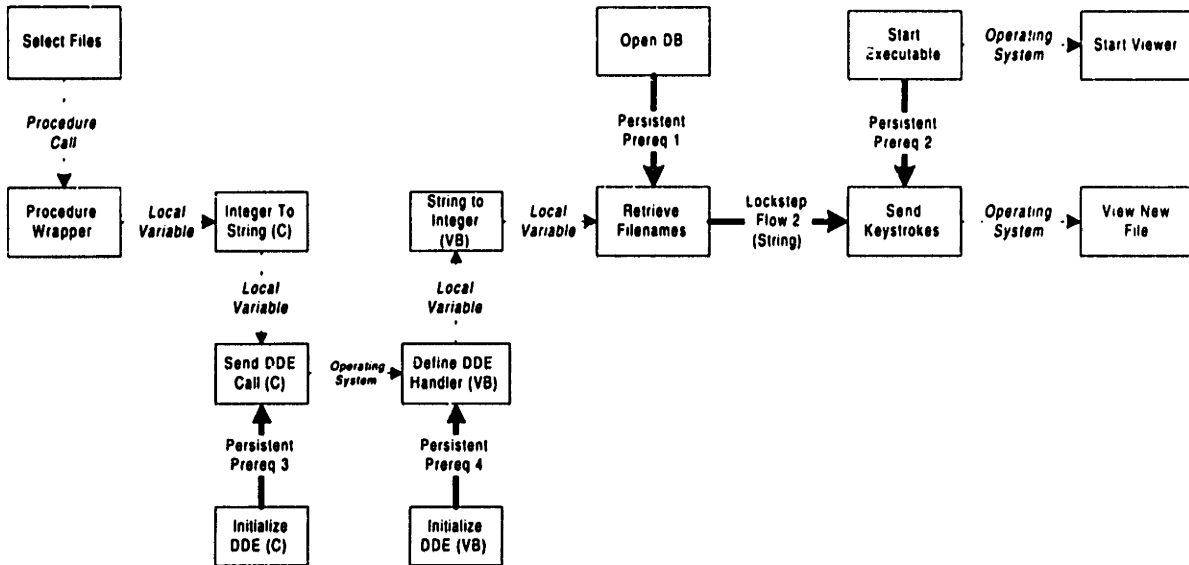 Select Files
Open DB
Start
Executable
Operating
System
Start Viewer
Procedure
Call
Persistent
Prereq 1
Persistent
Prereq 2
Procedure
Wrapper
Local
Variable
Integer To
String (C)
String to
Integer
(VB)
Local
Variable
Retrieve
Filenames
Lockstep
Flow 2
(String)
Send
Keystrokes
Operating
System
View New
File
Local
Variable
Local
Variable
Send DDE
Call (C)
Operating
System
Define DDE
Handler (VB)
Persistent
Prereq 3
Persistent
Prereq 4
Initialize
DDE (C)
Initialize
DDE (VB)